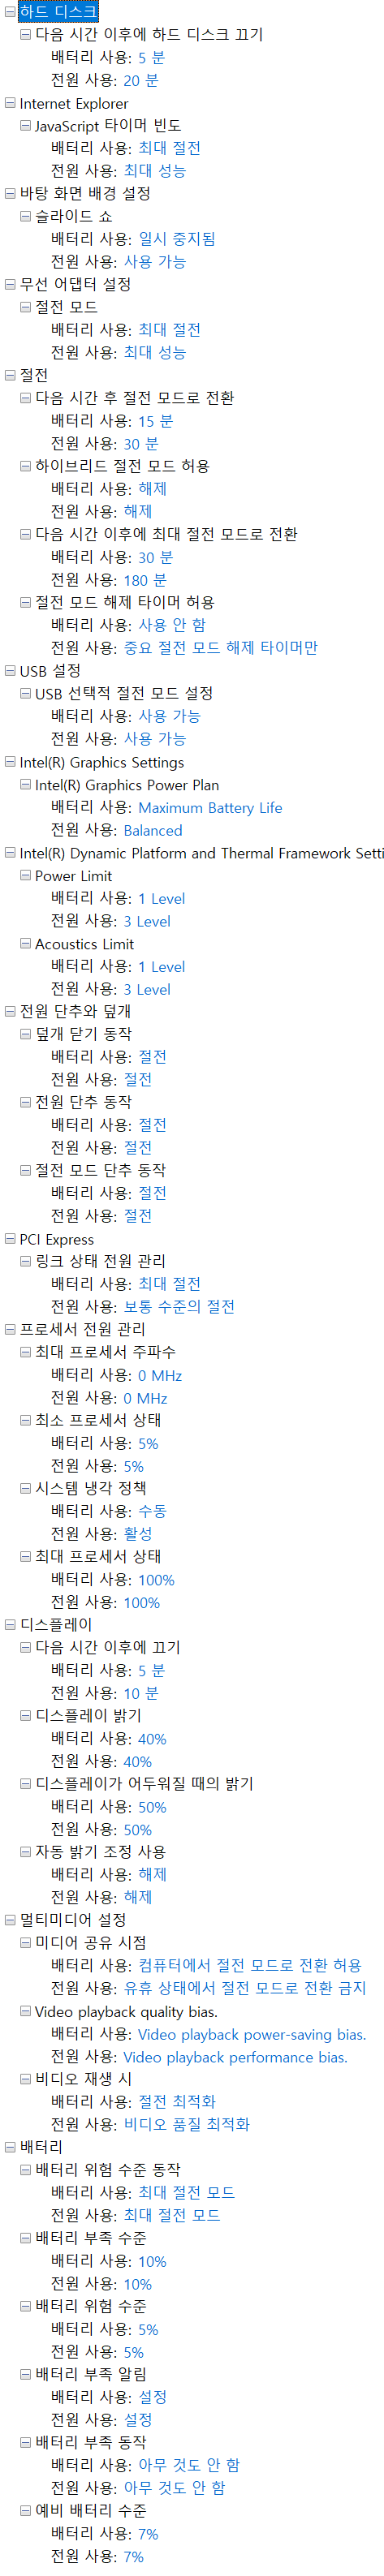 하드 디스크
다음 시간 이후에 하드 디스크 끄기
배터리 사용: 5 분
전원 사용: 20 분
Internet Explorer
JavaScript 타이머 빈도
배터리 사용: 최대 절전
전원 사용: 최대 성능
바탕 화면 배경 설정
슬라이드 쇼
배터리 사용: 일시 중지됨
전원 사용: 사용 가능
무선 어댑터 설정
절전 모드
배터리 사용: 최대 절전
전원 사용: 최대 성능
절전
다음 시간 후 절전 모드로 전환
배터리 사용: 15 분
전원 사용: 30 분
하이브리드 절전 모드 허용
배터리 사용: 해제
전원 사용: 해제
다음 시간 이후에 최대 절전 모드로 전환
배터리 사용: 30 분
전원 사용: 180 분
절전 모드 해제 타이머 허용
배터리 사용: 사용 안 함
전원 사용: 중요 절전 모드 해제 타이머만
USB 설정
USB 선택적 절전 모드 설정
배터리 사용: 사용 가능
전원 사용: 사용 가능
Intel(R) Graphics Settings
Intel(R) Graphics Power Plan
배터리 사용: Maximum Battery Life
전원 사용: Balanced
Intel(R) Dynamic Platform and Thermal Framework Setti
Power Limit
배터리 사용: 1 Level
전원 사용: 3 Level
Acoustics Limit
배터리 사용: 1 Level
전원 사용: 3 Level
전원 단추와 덮개
덮개 닫기 동작
배터리 사용: 절전
전원 사용: 절전
전원 단추 동작
배터리 사용: 절전
전원 사용: 절전
절전 모드 단추 동작
배터리 사용: 절전
전원 사용: 절전
PCI Express
링크 상태 전원 관리
배터리 사용: 최대 절전
전원 사용: 보통 수준의 절전
프로세서 전원 관리
최대 프로세서 주파수
배터리 사용: 0 MHz
전원 사용: 0 MHz
최소 프로세서 상태
배터리 사용: 5%
전원 사용: 5%
시스템 냉각 정책
배터리 사용: 수동
전원 사용: 활성
최대 프로세서 상태
배터리 사용: 100%
전원 사용: 100%
디스플레이
다음 시간 이후에 끄기
배터리 사용: 5 분
전원 사용: 10 분
디스플레이 밝기
배터리 사용: 40%
전원 사용: 40%
디스플레이가 어두워질 때의 밝기
배터리 사용: 50%
전원 사용: 50%
자동 밝기 조정 사용
배터리 사용: 해제
전원 사용: 해제
멀티미디어 설정
미디어 공유 시점
배터리 사용: 컴퓨터에서 절전 모드로 전환 허용
전원 사용: 유휴 상태에서 절전 모드로 전환 금지
Video playback quality bias.
배터리 사용: Video playback power-saving bias.
전원 사용: Video playback performance bias.
비디오 재생 시
배터리 사용: 절전 최적화
전원 사용: 비디오 품질 최적화
배터리
배터리 위험 수준 동작
배터리 사용: 최대 절전 모드
전원 사용: 최대 절전 모드
배터리 부족 수준
배터리 사용: 10%
전원 사용: 10%
배터리 위험 수준
배터리 사용: 5%
전원 사용: 5%
배터리 부족 알림
배터리 사용: 설정
전원 사용: 설정
배터리 부족 동작
배터리 사용: 아무 것도 안 함
전원 사용: 아무 것도 안 함
예비 배터리 수준
배터리 사용: 7%
전원 사용: 7%